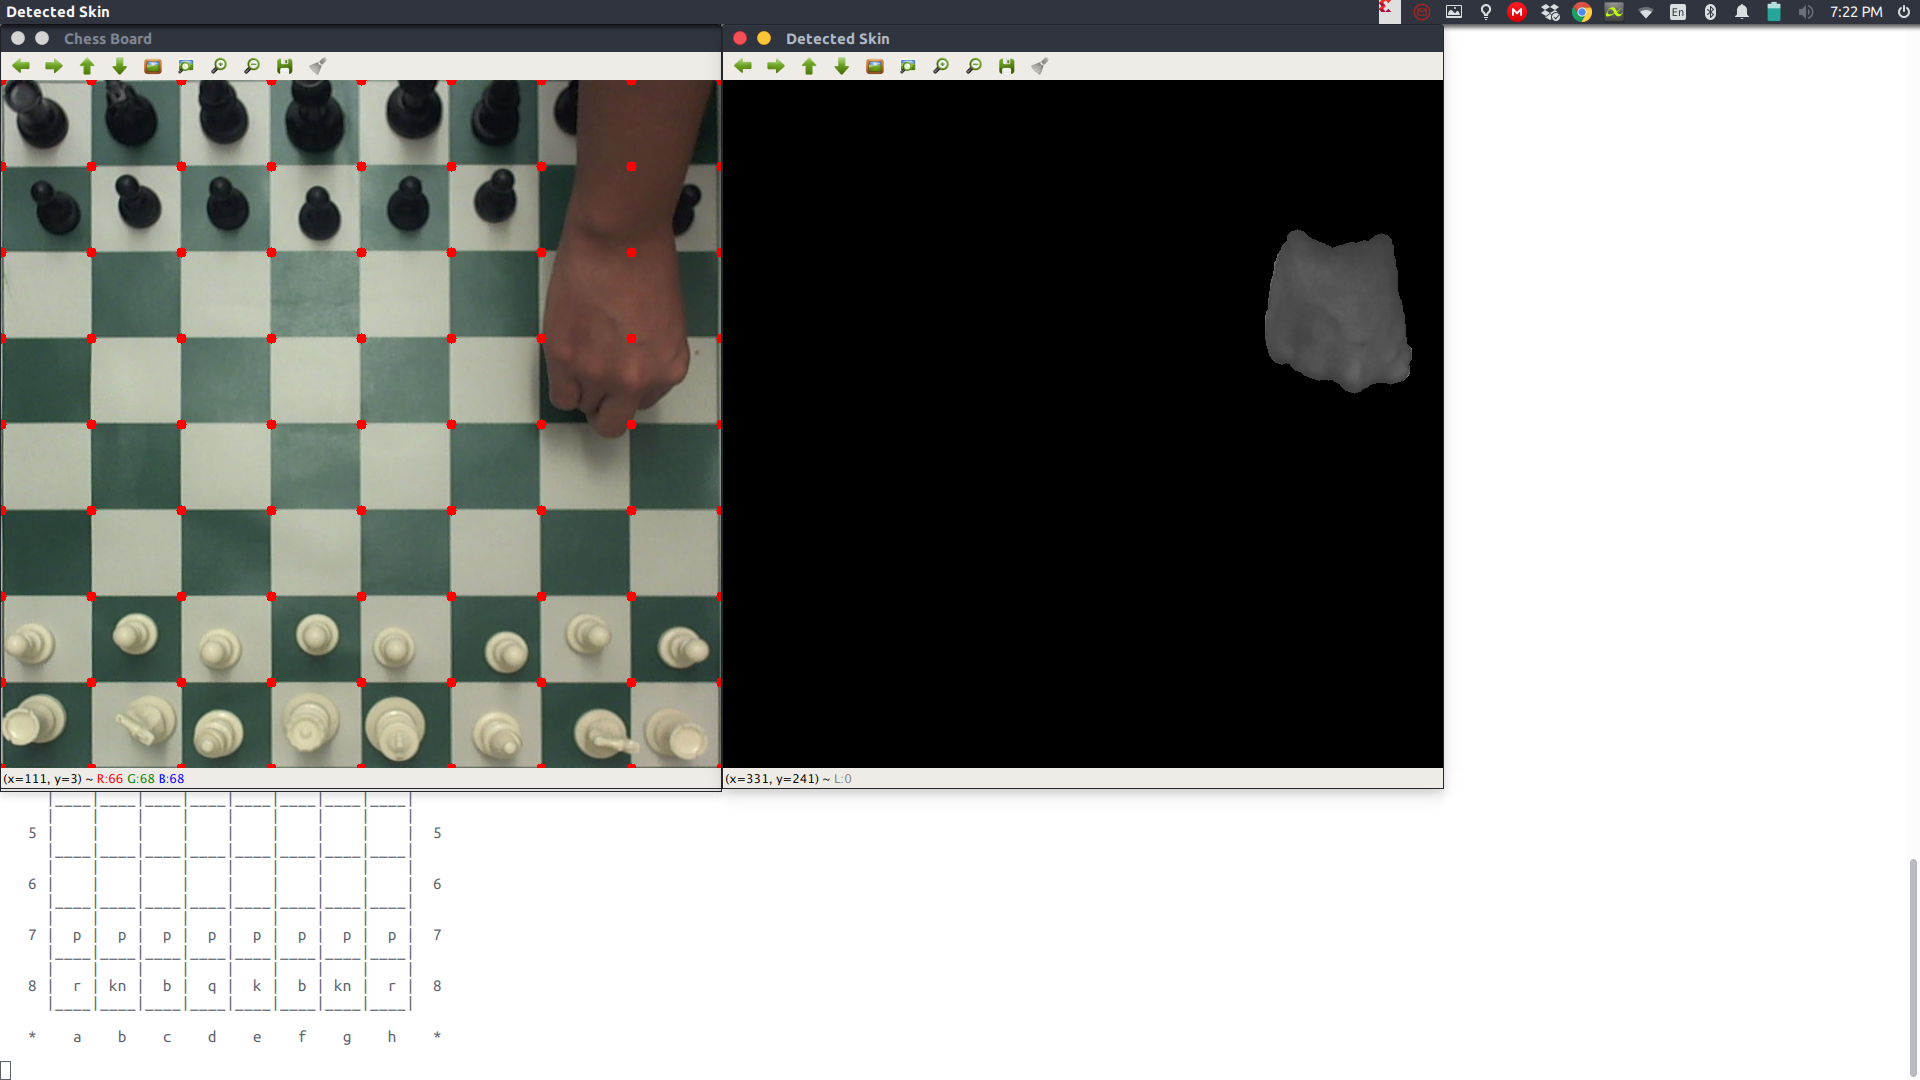 Detected Skin
En
7:22 PM
Chess Board
Detected Skin
(x=111, y=3) ~ R:66 G:68 B:68
(x=331, y=241) ~ L:0
5 5
6 6
7 p p p p p p p p 7
8 r kn b q k b kn r 8
* a b c d e f g h *